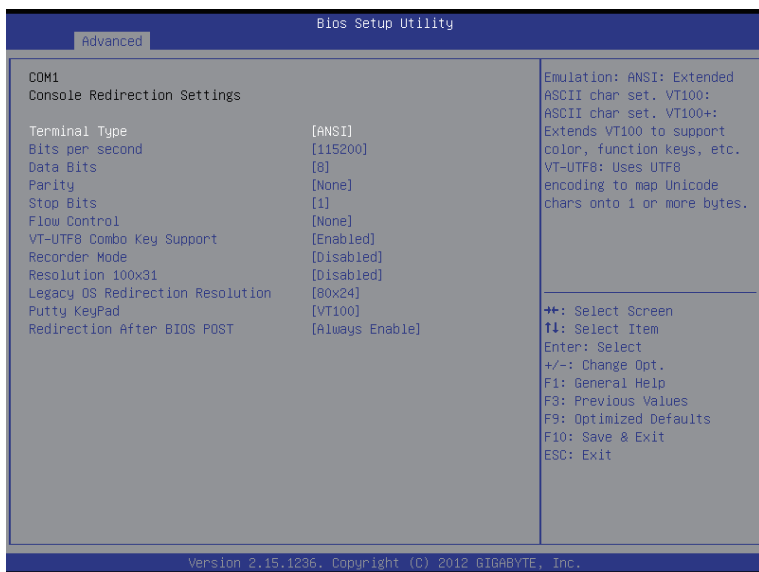 Bios Setup Utility
Advanced
COM1
Console Redirection Settings
Terminal Type [ANSI]
Bits per second [115200]
Data Bits [8]
Parity [None]
Stop Bits [1]
Flow Control [None]
VT-UTF8 Combo Key Support [Enabled]
Recorder Mode [Disabled]
Resolution 100x31 [Disabled]
Legacy OS Redirection Resolution [80x24]
Putty KeyPad [VT100]
Redirection After BIOS POST [Always Enable]
Emulation: ANSI: Extended
ASCII char set. VT100:
ASCII char set. VT100+:
Extends VT100 to support
color, function keys, etc.
VT-UTF8: Uses UTF8
encoding to map Unicode
chars onto 1 or more bytes.
→←: Select Screen
↑↓: Select Item
Enter: Select
+/-: Change Opt.
F1: General Help
F3: Previous Values
F9: Optimized Defaults
F10: Save & Exit
ESC: Exit
Version 2.15.1236. Copyright (C) 2012 GIGABYTE, Inc.